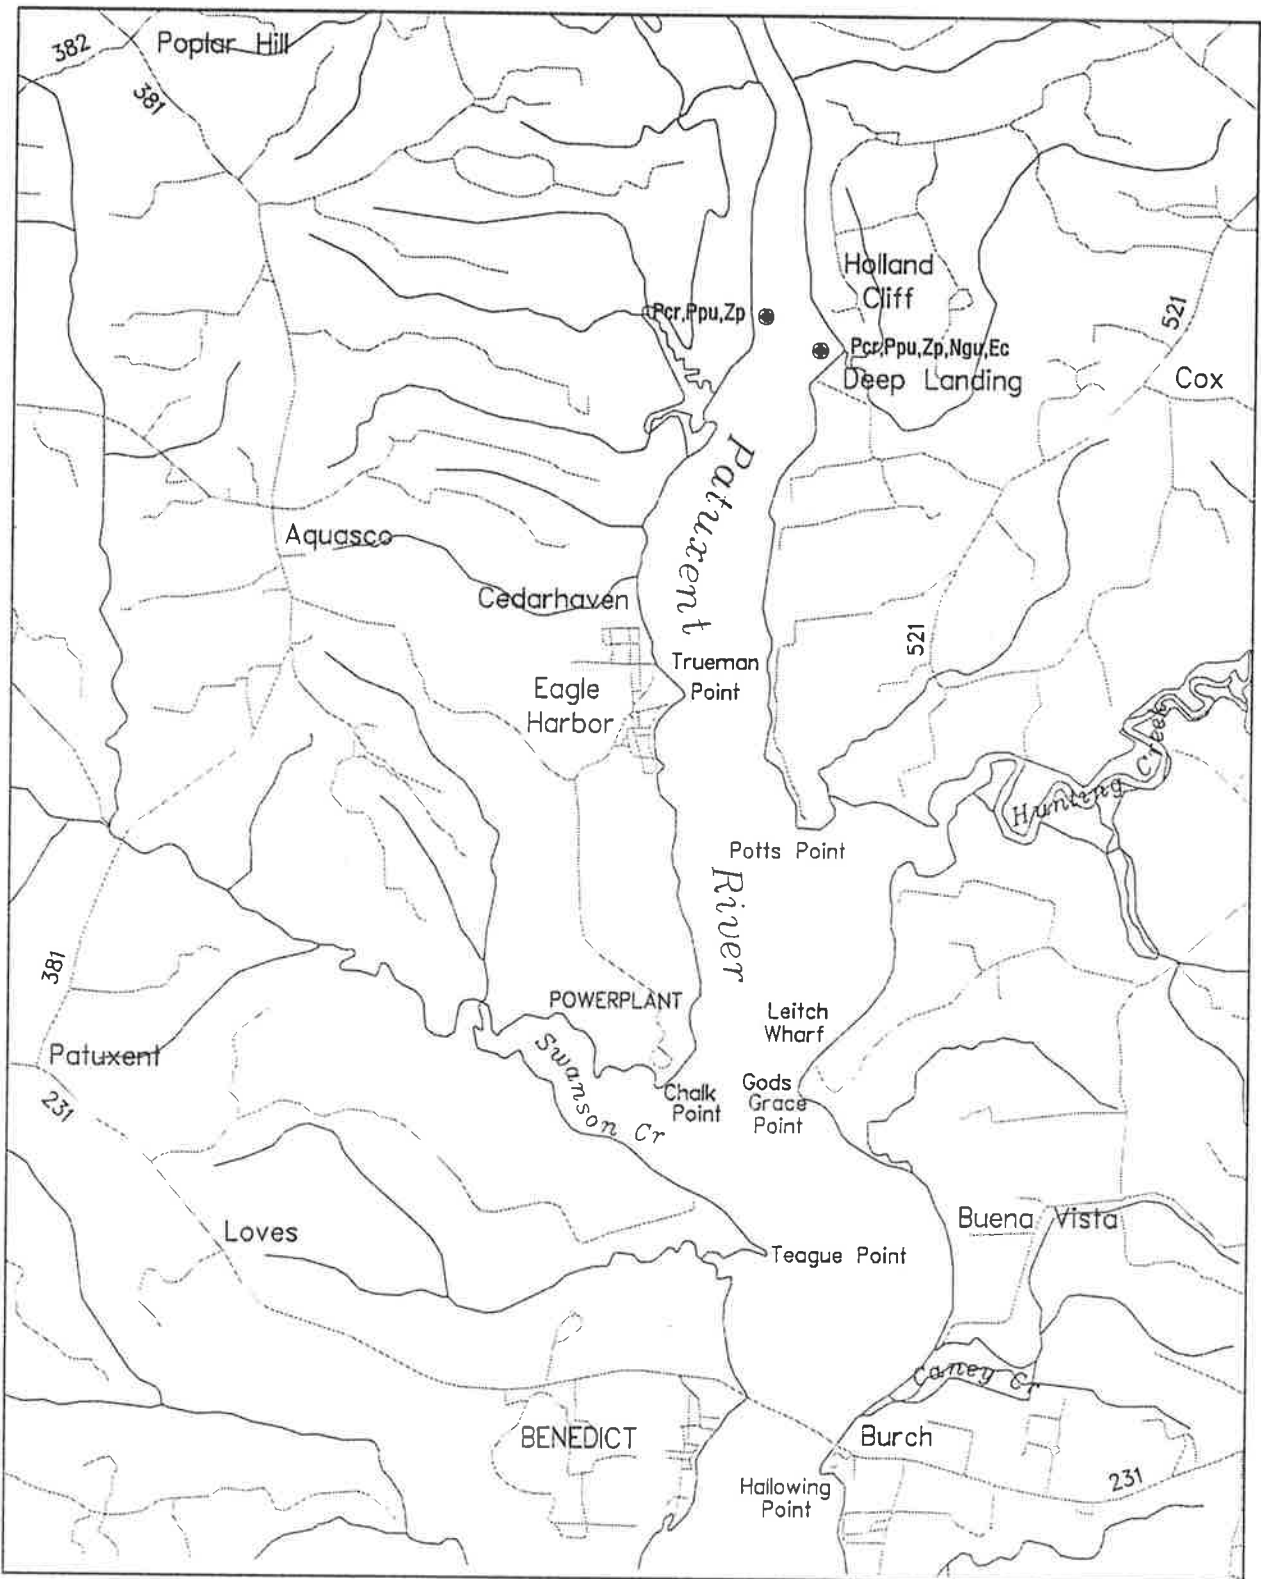 382
Poplar Hill
381
Holland
Cliff
521
Pcr,Ppu,Zp
Pcr,Ppu,Zp,Ngu,Ec
Deep Landing
Cox
Patuxent
Aquasco
Cedarhaven
521
Trueman
Point
Eagle
Harbor
Hunting Creek
Potts Point
River
381
POWERPLANT
Leitch
Wharf
Patuxent
Swanson Cr
231
Chalk
Point
Gods
Grace
Point
Loves
Buena Vista
Teague Point
Caney Cr
BENEDICT
Burch
231
Hallowing
Point